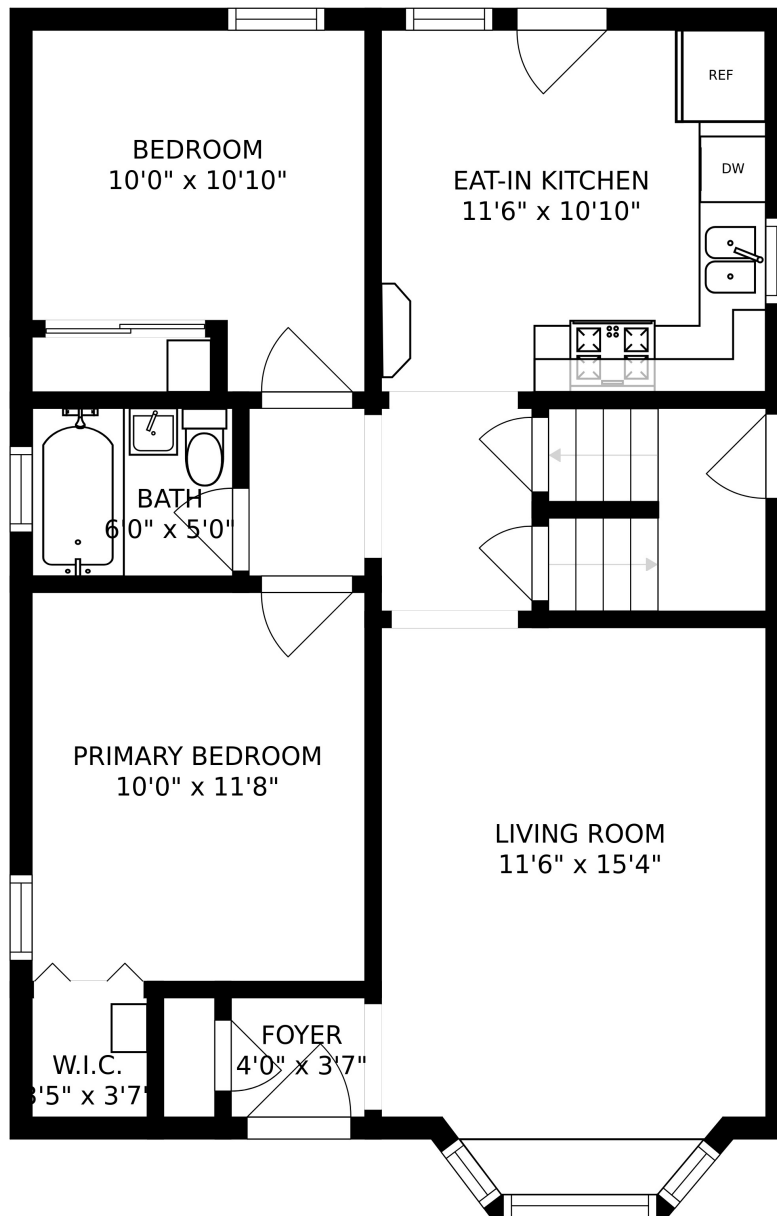 BEDROOM
10'0" x 10'10"
REF
DW
EAT-IN KITCHEN
11'6" x 10'10"
BATH
6'0" x 5'0"
PRIMARY BEDROOM
10'0" x 11'8"
LIVING ROOM
11'6" x 15'4"
FOYER
4'0" x 3'7"
W.I.C.
3'5" x 3'7"